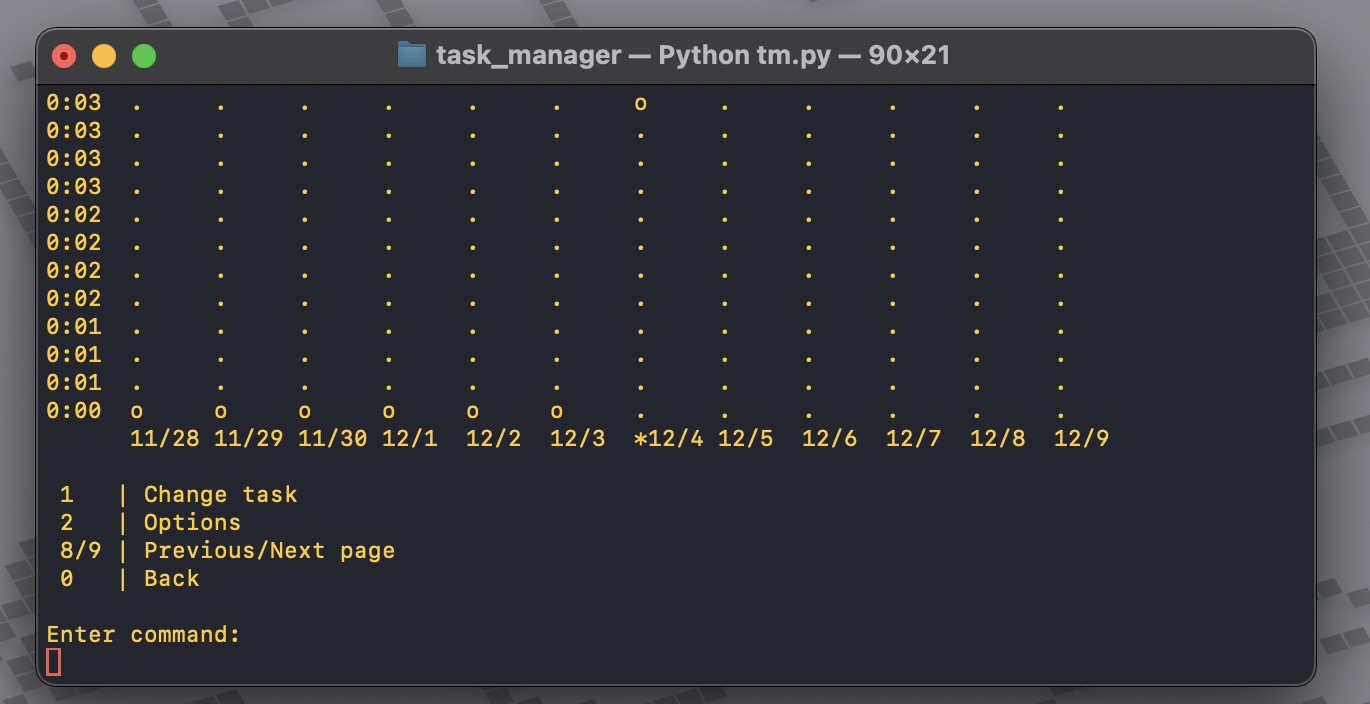 task_manager — Python tm.py — 90×21
0:03  .     .     .     .     .     .     o     .     .     .     .     .
0:03  .     .     .     .     .     .     .     .     .     .     .     .
0:03  .     .     .     .     .     .     .     .     .     .     .     .
0:03  .     .     .     .     .     .     .     .     .     .     .     .
0:02  .     .     .     .     .     .     .     .     .     .     .     .
0:02  .     .     .     .     .     .     .     .     .     .     .     .
0:02  .     .     .     .     .     .     .     .     .     .     .     .
0:02  .     .     .     .     .     .     .     .     .     .     .     .
0:01  .     .     .     .     .     .     .     .     .     .     .     .
0:01  .     .     .     .     .     .     .     .     .     .     .     .
0:01  .     .     .     .     .     .     .     .     .     .     .     .
0:00  o     o     o     o     o     o     .     .     .     .     .     .
      11/28 11/29 11/30 12/1  12/2  12/3  *12/4 12/5  12/6  12/7  12/8  12/9
 1   | Change task
 2   | Options
 8/9 | Previous/Next page
 0   | Back
Enter command: